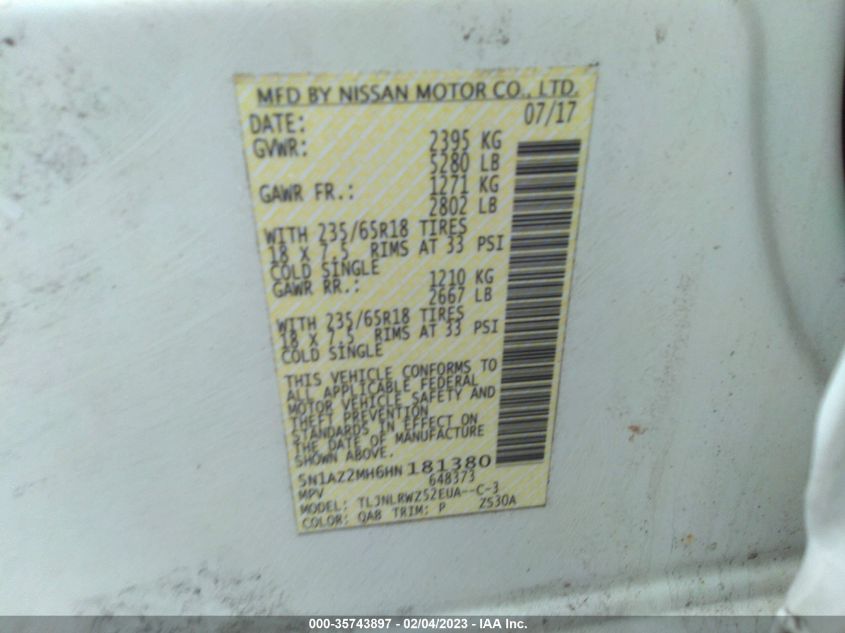 MFD BY NISSAN MOTOR CO., LTD.
DATE: 07/17
GVWR: 2395 KG
5280 LB
GAWR FR.: 1271 KG
2802 LB
WITH 235/65R18 TIRES
18 X 7.5 RIMS AT 33 PSI
COLD SINGLE
GAWR RR.: 1210 KG
2667 LB
WITH 235/65R18 TIRES
18 X 7.5 RIMS AT 33 PSI
COLD SINGLE
THIS VEHICLE CONFORMS TO
ALL APPLICABLE FEDERAL
MOTOR VEHICLE SAFETY AND
THEFT PREVENTION
STANDARDS IN EFFECT ON
THE DATE OF MANUFACTURE
SHOWN ABOVE.
5N1AZ2MH6HN181380
MPV 648373
MODEL: TLJNLRWZ52EUA--C-3
COLOR: QAB TRIM: P ZS30A
000-35743897 - 02/04/2023 - IAA Inc.